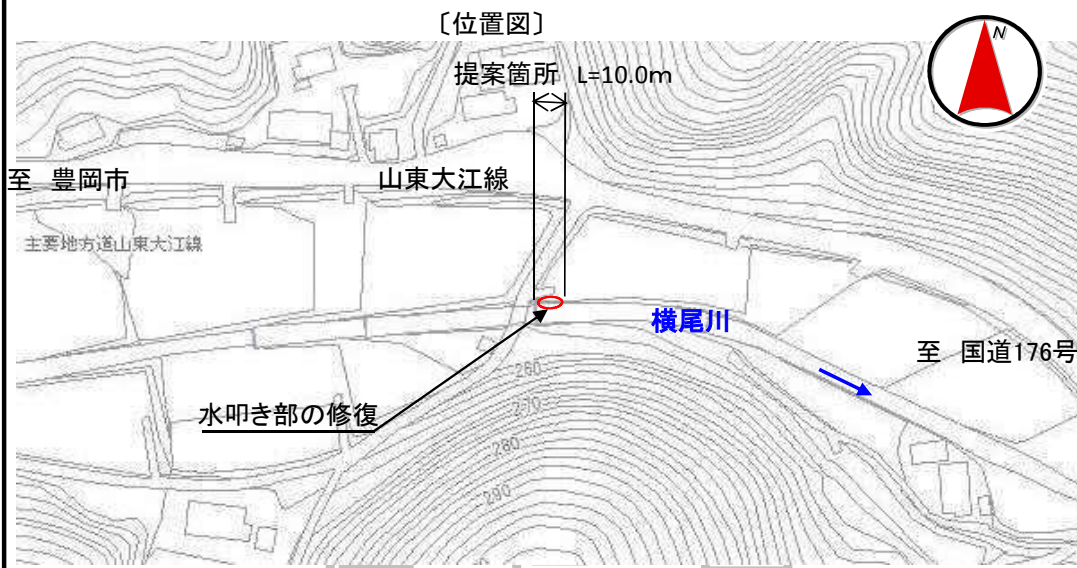 〔位置図〕
N
提案箇所 L=10.0m
至 豊岡市
山東大江線
主要地方道山東大江線
横尾川
至 国道176号
水叩き部の修復
260
270
280
290